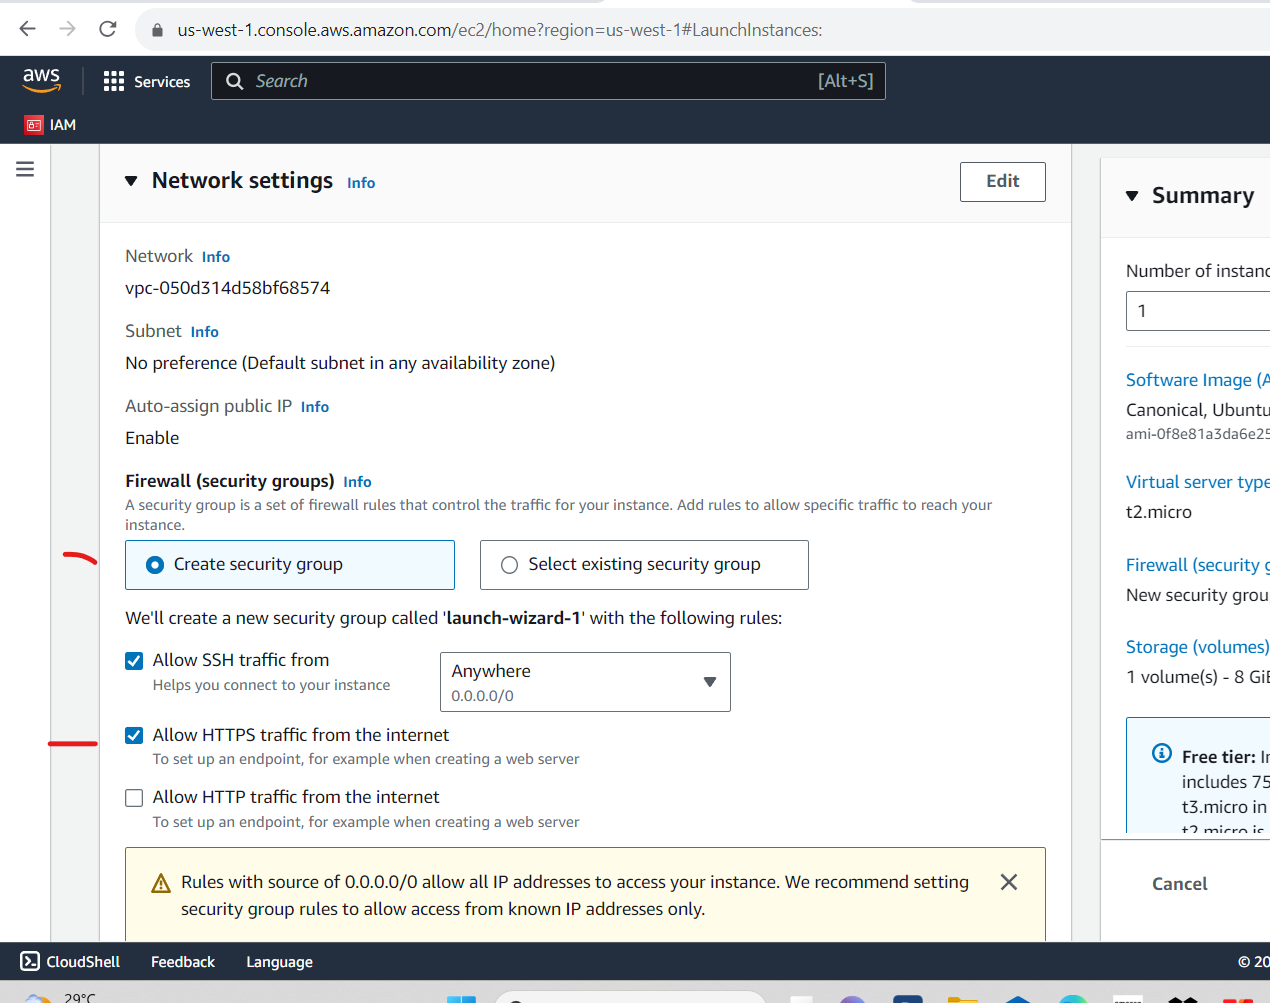 us-west-1.console.aws.amazon.com/ec2/home?region=us-west-1#LaunchInstances:
aws
Services
Search
[Alt+S]
IAM
Network settings Info
Edit
Network Info
vpc-050d314d58bf68574
Subnet Info
No preference (Default subnet in any availability zone)
Auto-assign public IP Info
Enable
Firewall (security groups) Info
A security group is a set of firewall rules that control the traffic for your instance. Add rules to allow specific traffic to reach your
instance.
Create security group
Select existing security group
We'll create a new security group called 'launch-wizard-1' with the following rules:
Allow SSH traffic from
Helps you connect to your instance
Anywhere
0.0.0.0/0
Allow HTTPS traffic from the internet
To set up an endpoint, for example when creating a web server
Allow HTTP traffic from the internet
To set up an endpoint, for example when creating a web server
Rules with source of 0.0.0.0/0 allow all IP addresses to access your instance. We recommend setting
security group rules to allow access from known IP addresses only.
Summary
Number of instanc
1
Software Image (A
Canonical, Ubuntu
ami-0f8e81a3da6e25
Virtual server type
t2.micro
Firewall (security g
New security grou
Storage (volumes)
1 volume(s) - 8 GiB
Free tier: In
includes 75
t3.micro in
t2.micro is
Cancel
CloudShell
Feedback
Language
© 20
29°C